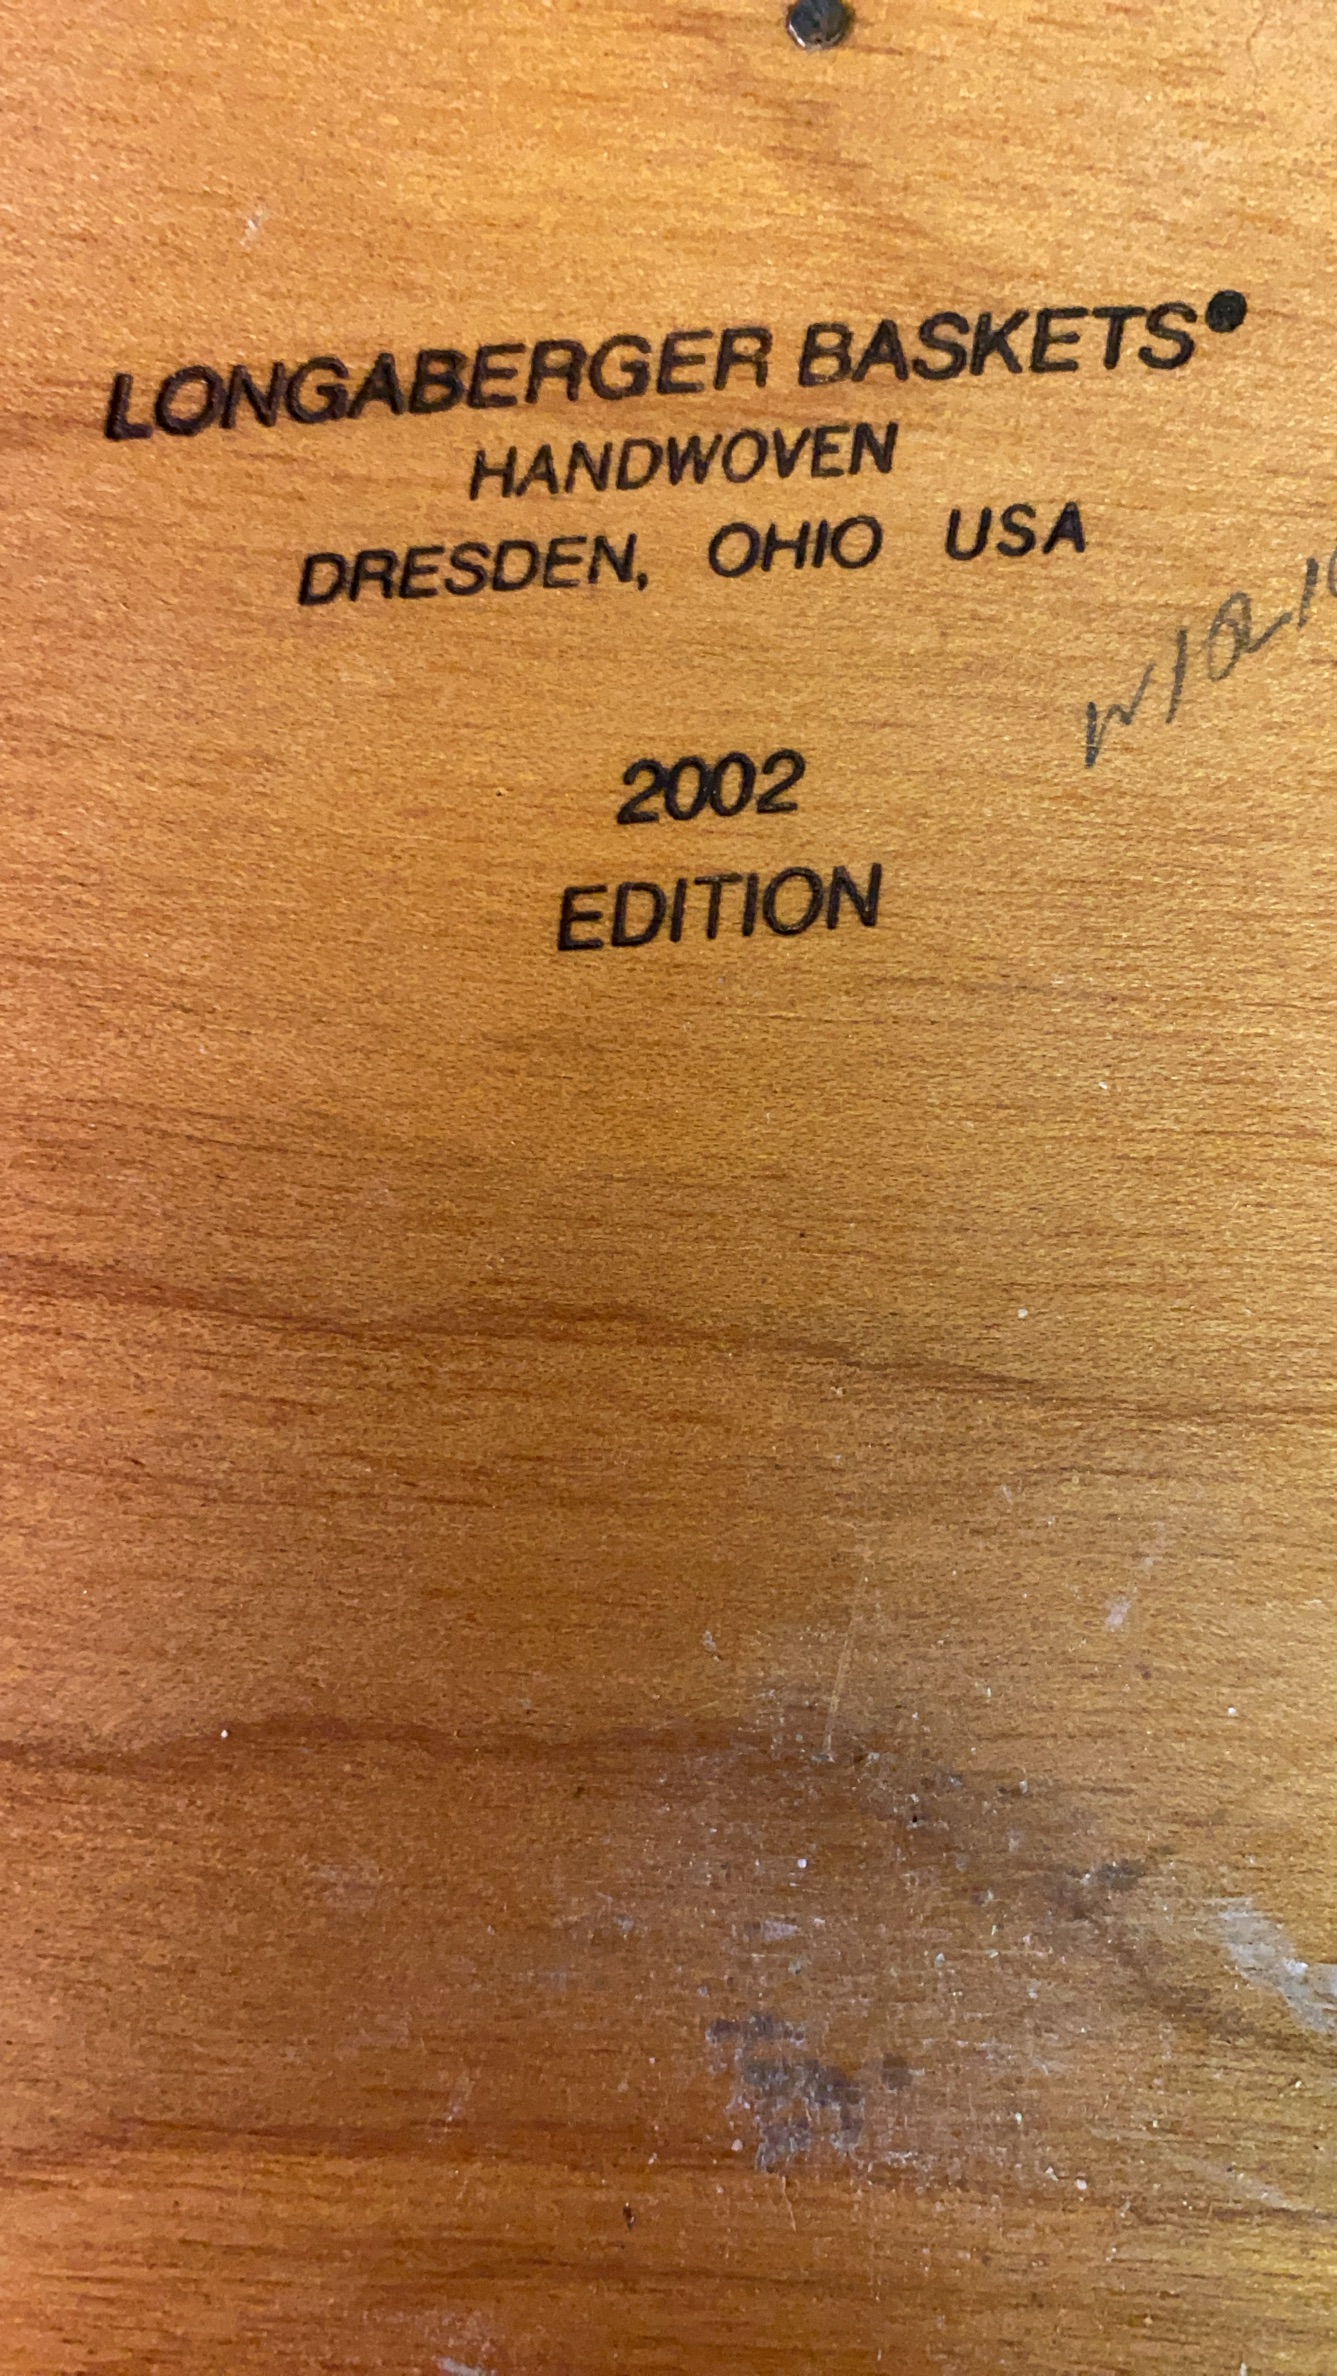 LONGABERGER BASKETS®
HANDWOVEN
DRESDEN, OHIO USA
2002
EDITION